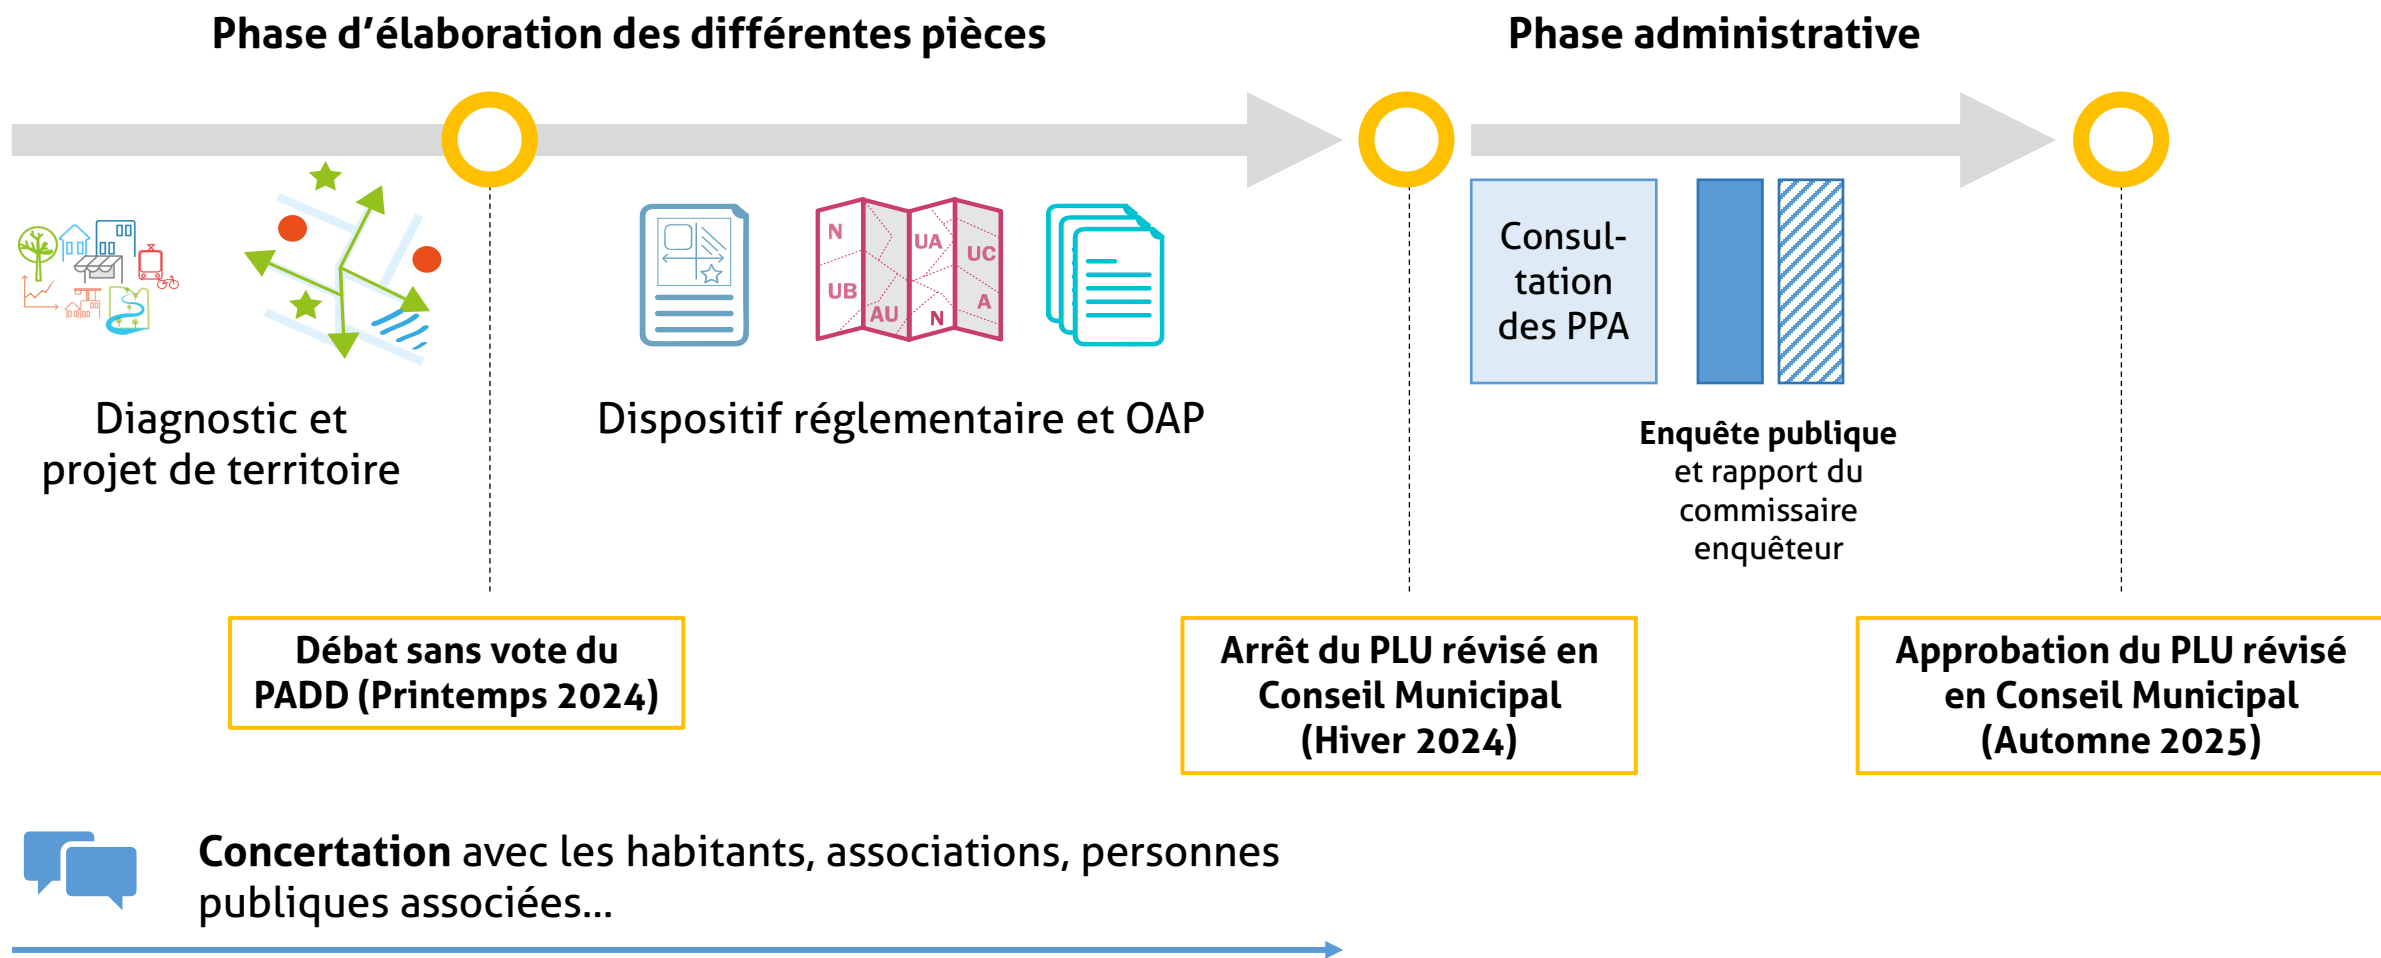 Phase d’élaboration des différentes pièces
Phase administrative
N
UB
AU
UA
N
UC
A
Consul-
tation
des PPA
Diagnostic et
projet de territoire
Dispositif réglementaire et OAP
Enquête publique
et rapport du
commissaire
enquêteur
Débat sans vote du
PADD (Printemps 2024)
Arrêt du PLU révisé en
Conseil Municipal
(Hiver 2024)
Approbation du PLU révisé
en Conseil Municipal
(Automne 2025)
Concertation avec les habitants, associations, personnes
publiques associées...